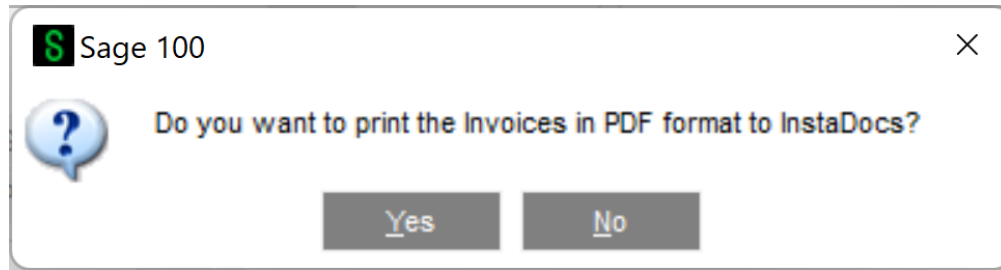 S Sage 100
Do you want to print the Invoices in PDF format to InstaDocs?
Yes No